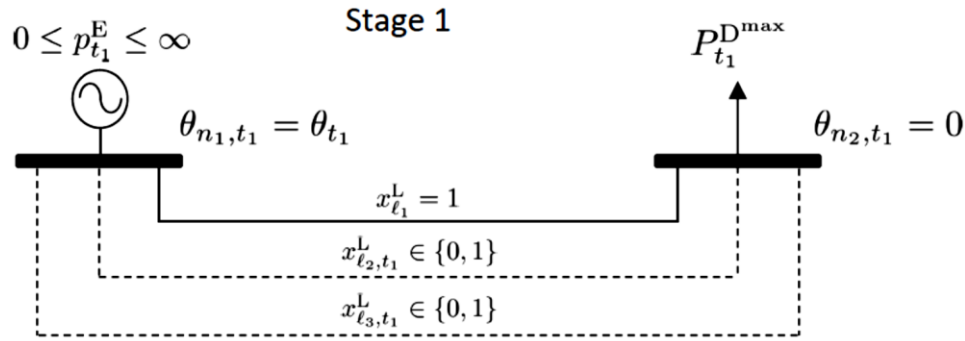 Stage 1
0 ≤ p^E_{t_1} ≤ ∞
P^{D^{max}}_{t_1}
θ_{n_1,t_1} = θ_{t_1}
θ_{n_2,t_1} = 0
x^L_{ℓ_1} = 1
x^L_{ℓ_2,t_1} ∈ {0, 1}
x^L_{ℓ_3,t_1} ∈ {0, 1}